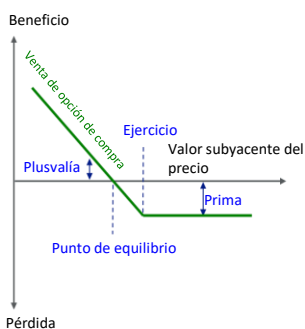 Beneficio
Venta de opción de compra
Ejercicio
Valor subyacente del
precio
Plusvalía
Prima
Punto de equilibrio
Pérdida